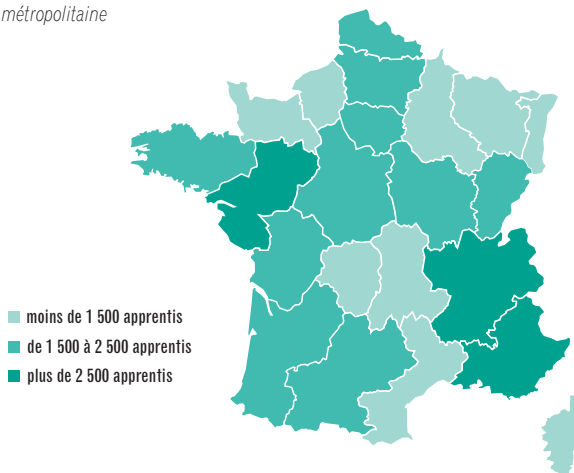 métropolitaine
moins de 1 500 apprentis
de 1 500 à 2 500 apprentis
plus de 2 500 apprentis